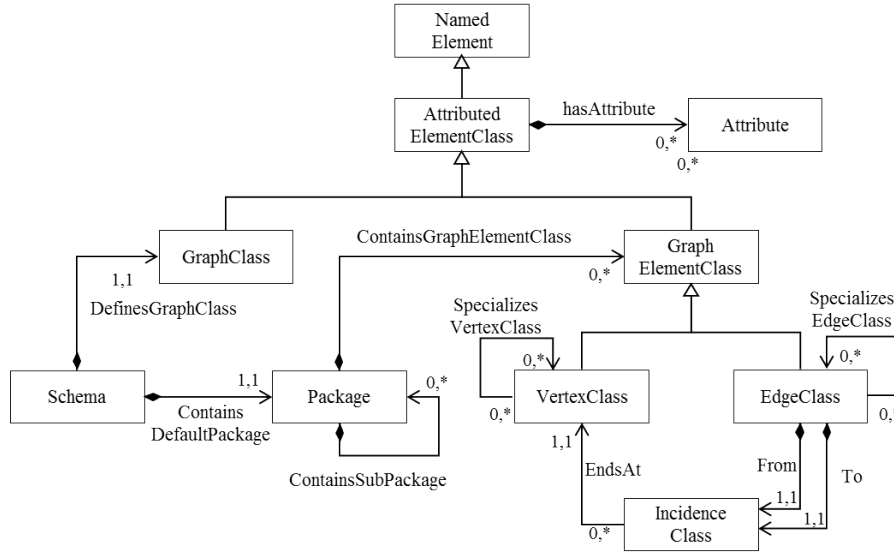 Named
Element
Attributed
ElementClass
hasAttribute
0,*
0,*
Attribute
GraphClass
ContainsGraphElementClass
0,*
Graph
ElementClass
1,1
DefinesGraphClass
Specializes
VertexClass
0,*
Specializes
EdgeClass
0,*
Schema
1,1
Contains
DefaultPackage
Package
0,*
ContainsSubPackage
0,*
VertexClass
EdgeClass
1,1
EndsAt
From
To
0,*
Incidence
Class
1,1
1,1